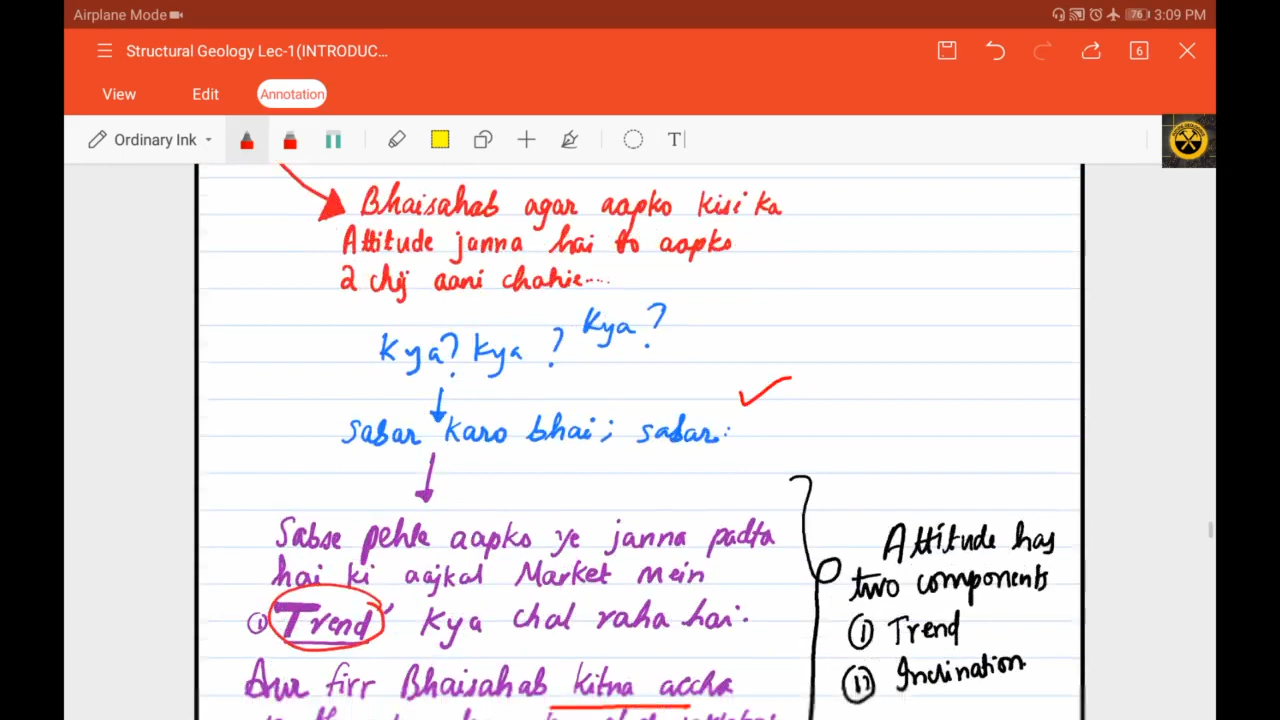 Airplane Mode
76 3:09 PM
Structural Geology Lec-1(INTRODUC...
6
View Edit Annotation
Ordinary Ink
T
Bhaisahab agar aapko kisi ka
Attitude janna hai to aapko
2 chij aani chahie....
Kya? Kya ? Kya ?
Sabar karo bhai; sabar:
Sabse pehle aapko ye janna padta
hai ki aajkal Market mein
① Trend' Kya chal raha hai.
Aur firr Bhaisahab kitna accha
Attitude has
two components
① Trend
② Inclination